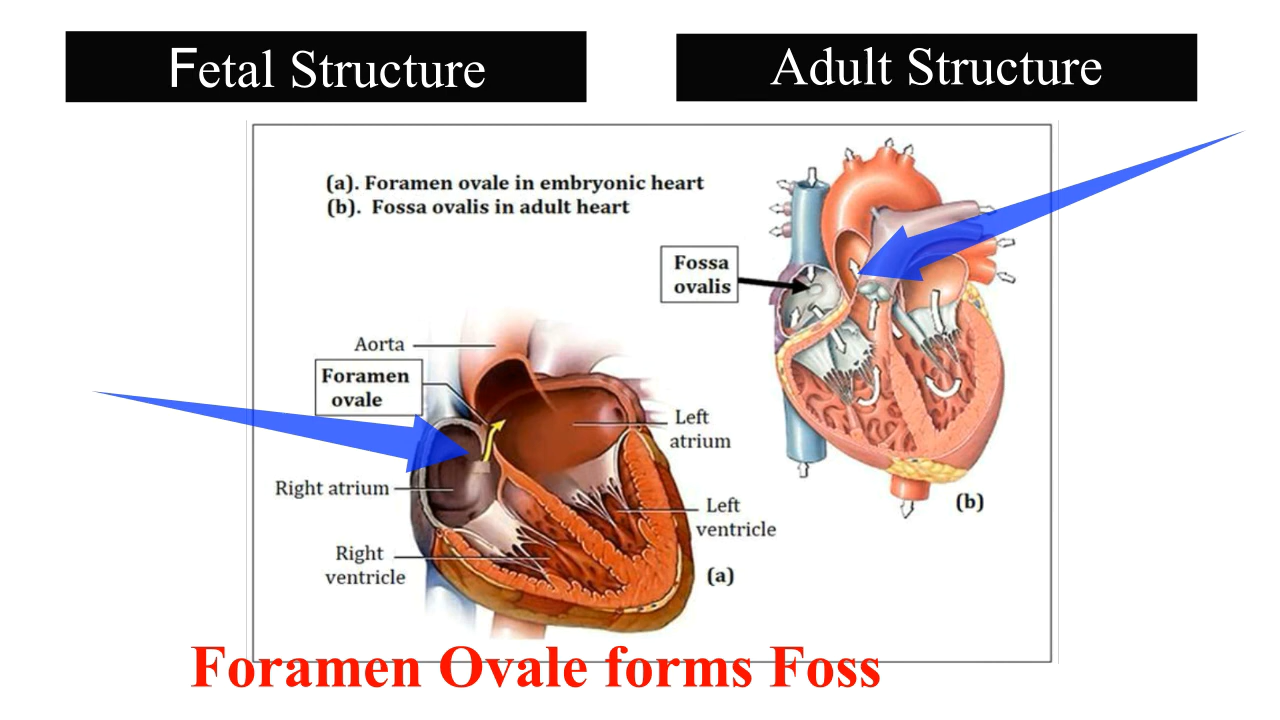 Fetal Structure
Adult Structure
(a). Foramen ovale in embryonic heart
(b). Fossa ovalis in adult heart
Fossa
ovalis
Aorta
Foramen
ovale
Left
atrium
Right atrium
Left
ventricle
(b)
Right
ventricle
(a)
Foramen Ovale forms Foss